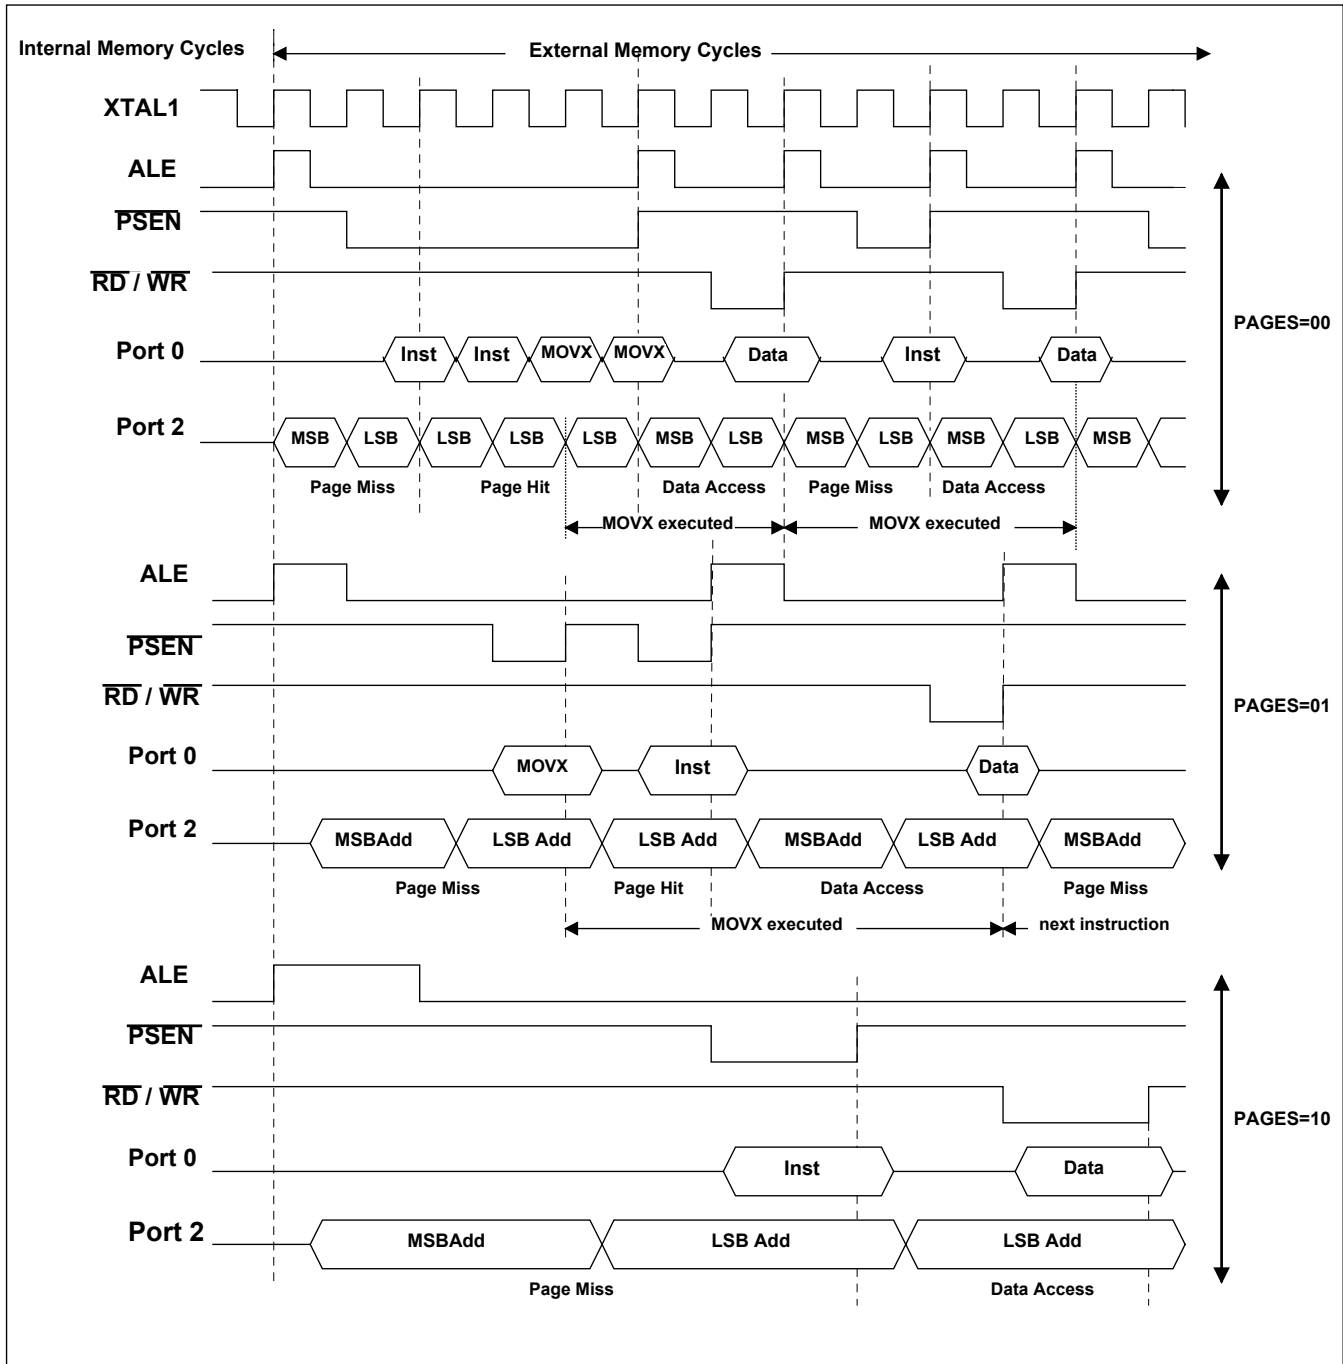 Internal Memory Cycles External Memory Cycles
XTAL1
ALE
PSEN
RD / WR
PAGES=00
Port 0 Inst Inst MOVX MOVX Data Inst Data
Port 2 MSB LSB LSB LSB LSB MSB LSB MSB LSB MSB LSB MSB
Page Miss Page Hit Data Access Page Miss Data Access
MOVX executed MOVX executed
ALE
PSEN
RD / WR
PAGES=01
Port 0 MOVX Inst Data
Port 2 MSBAdd LSB Add LSB Add MSBAdd LSB Add MSBAdd
Page Miss Page Hit Data Access Page Miss
MOVX executed next instruction
ALE
PSEN
RD / WR
PAGES=10
Port 0 Inst Data
Port 2 MSBAdd LSB Add LSB Add
Page Miss Data Access